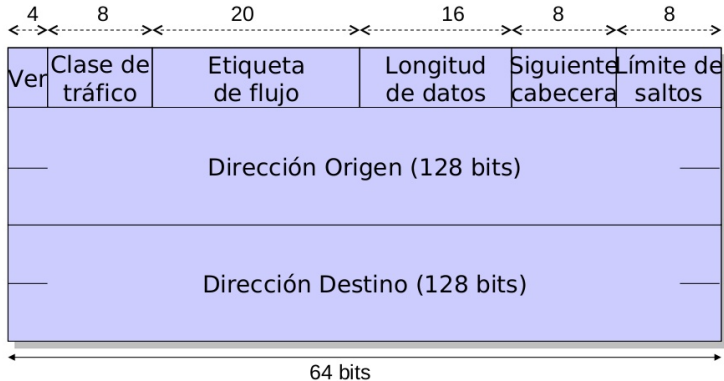 4 8 20 16 8 8
Ver Clase de tráfico Etiqueta de flujo Longitud de datos Siguiente cabecera Límite de saltos
Dirección Origen (128 bits)
Dirección Destino (128 bits)
64 bits